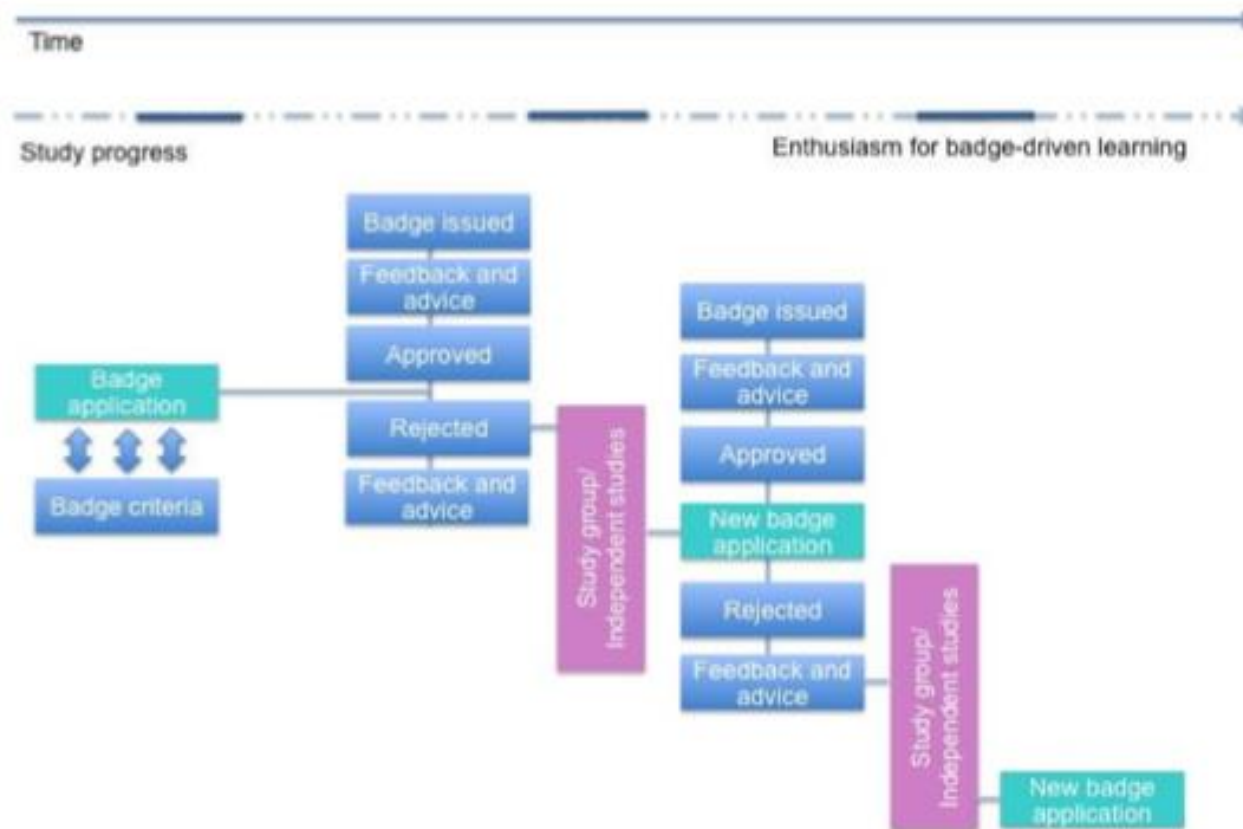 Time
Study progress
Enthusiasm for badge-driven learning
Badge
application
Badge criteria
Badge issued
Feedback and
advice
Approved
Rejected
Feedback and
advice
Study group/
Independent studies
Badge issued
Feedback and
advice
Approved
New badge
application
Rejected
Feedback and
advice
Study group/
Independent studies
New badge
application